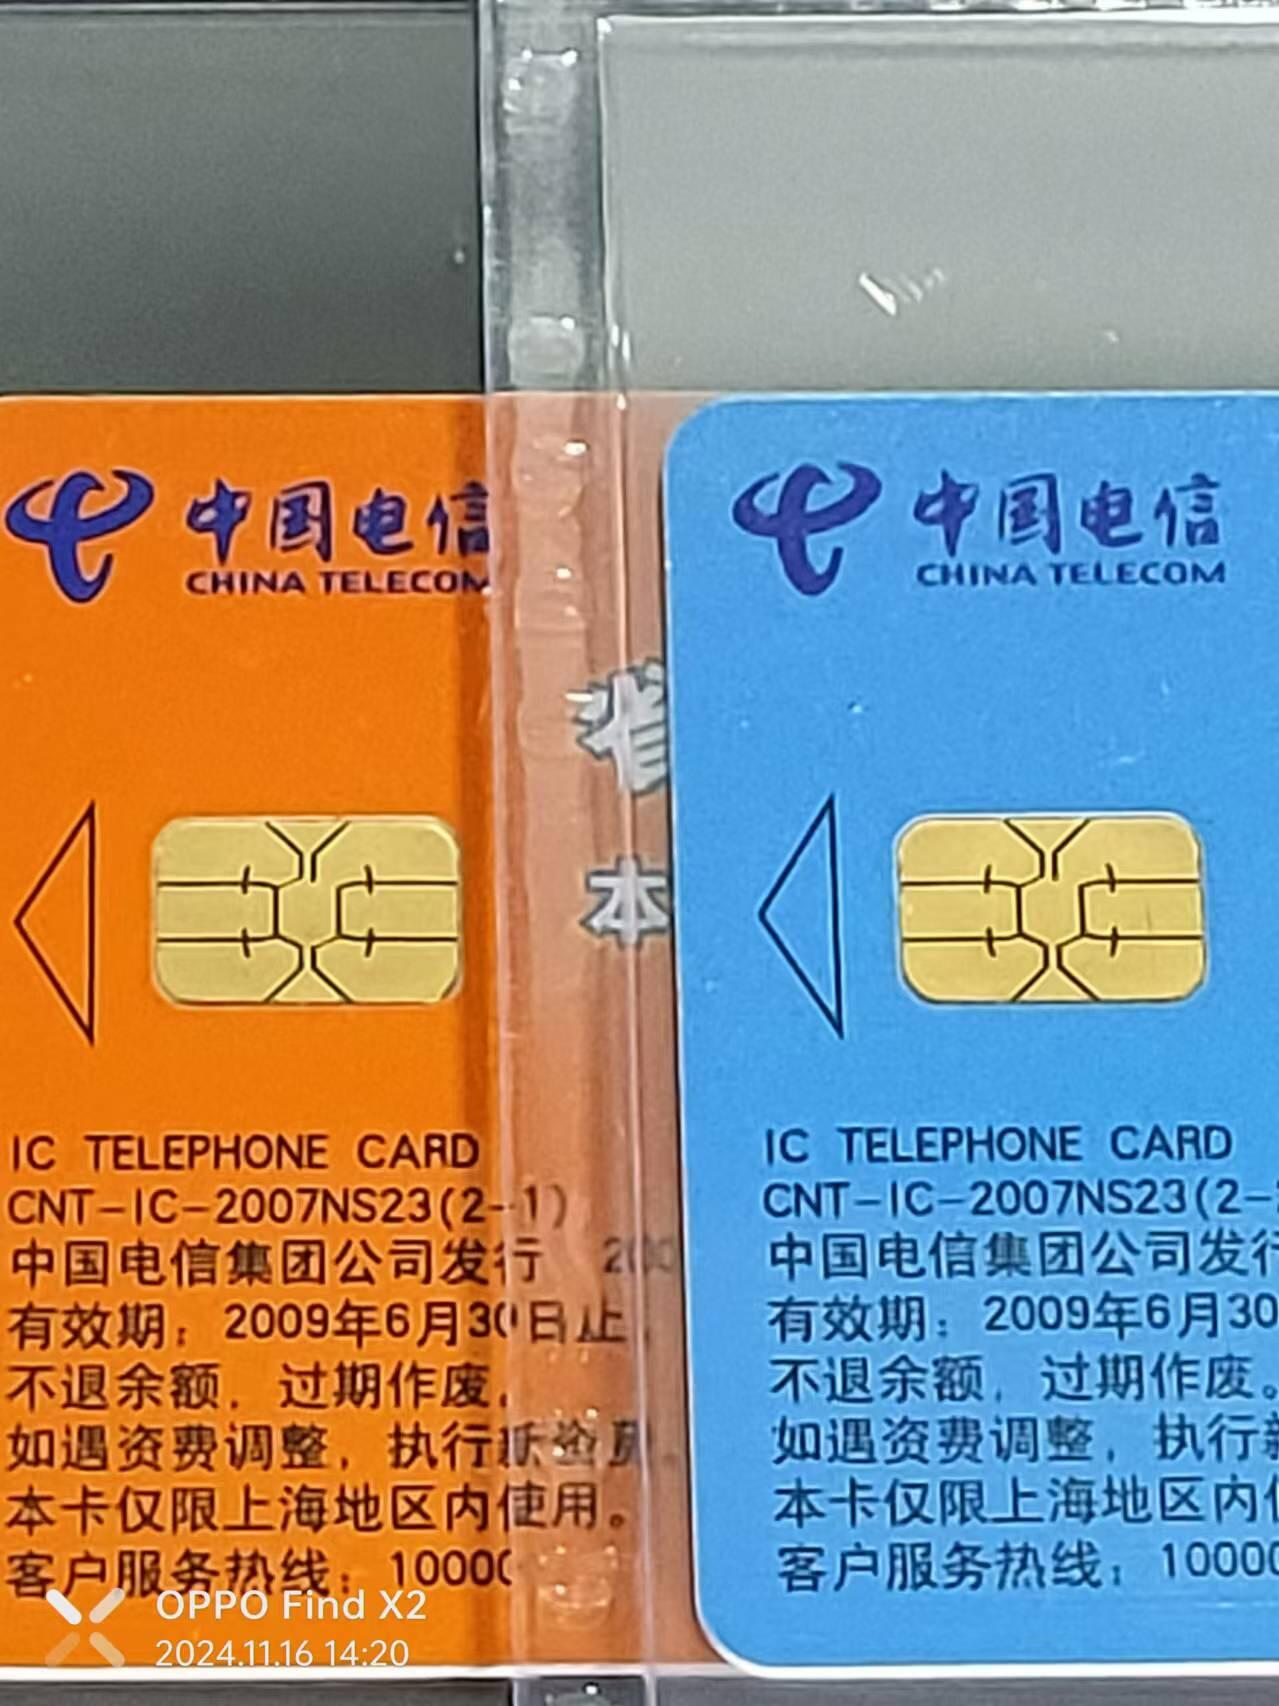 中国电信
CHINA TELECOM
本
IC TELEPHONE CARD
CNT-IC-2007NS23(2-1)
中国电信集团公司发行
有效期：2009年6月30日止
不退余额，过期作废。
如遇资费调整，执行新资费
本卡仅限上海地区内使用。
客户服务热线：10000
中国电信
CHINA TELECOM
IC TELEPHONE CARD
CNT-IC-2007NS23(2-
中国电信集团公司发行
有效期：2009年6月30
不退余额，过期作废。
如遇资费调整，执行
本卡仅限上海地区内
客户服务热线：10000
OPPO Find X2
2024.11.16 14:20